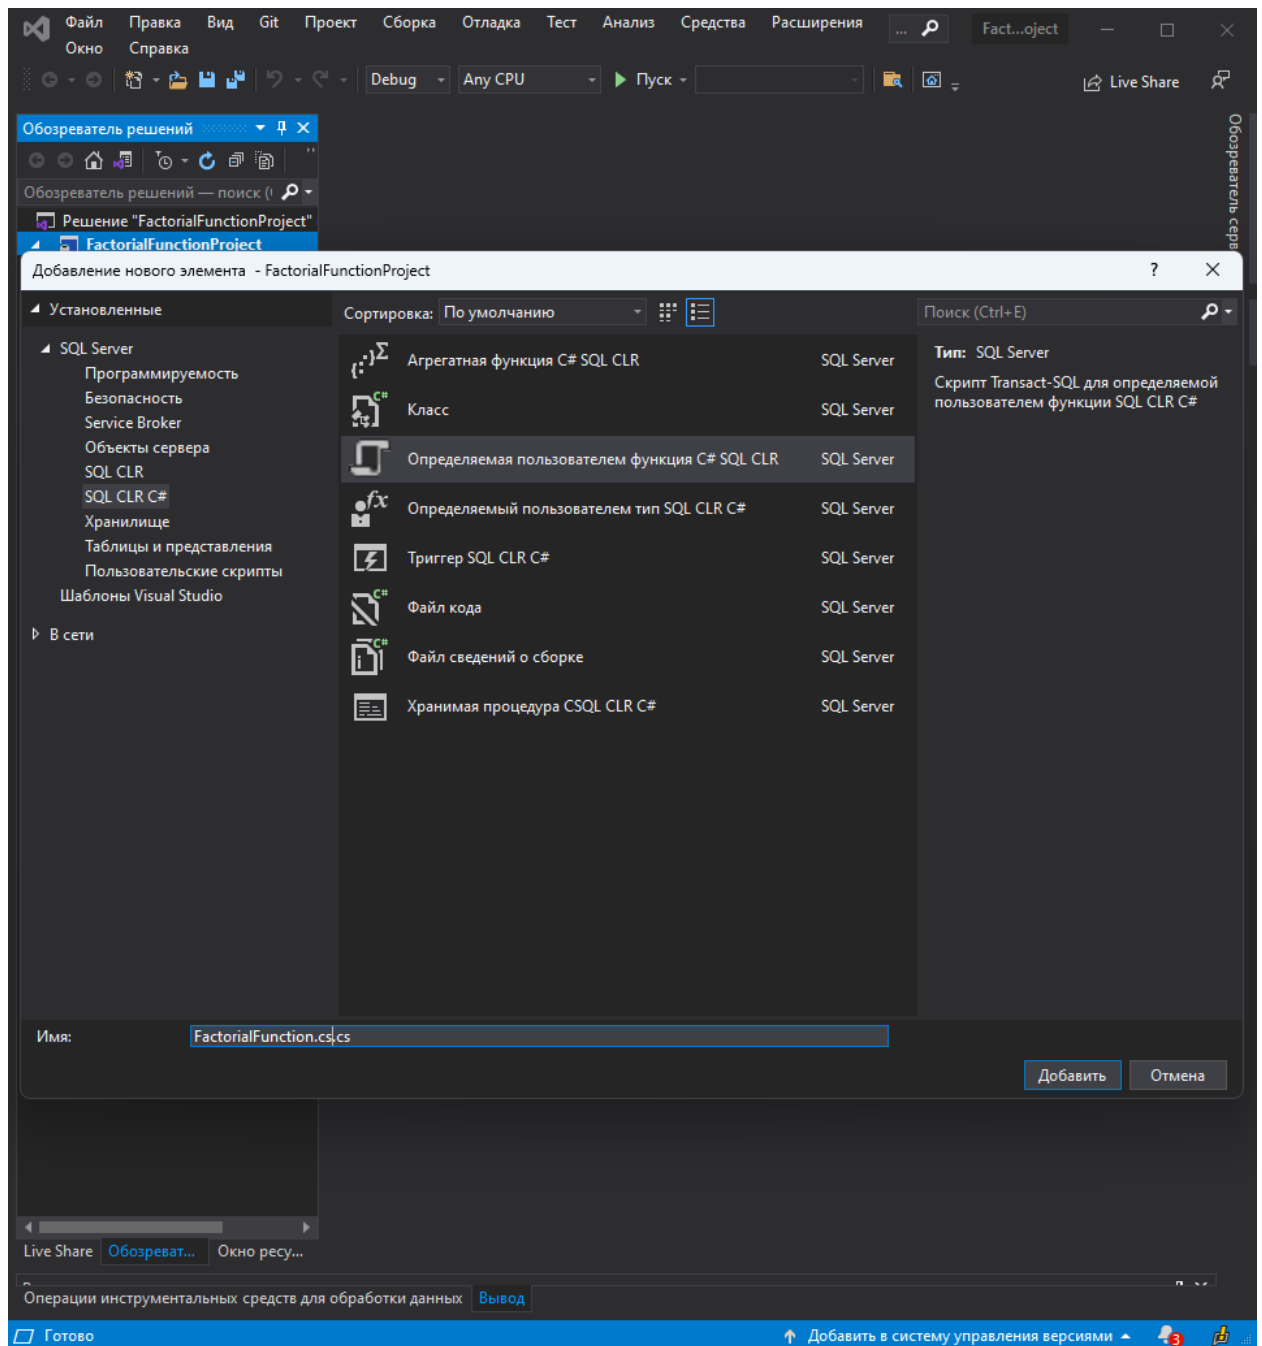 Файл Правка Вид Git Проект Сборка Отладка Тест Анализ Средства Расширения ... Fact...oject
Окно Справка
Debug Any CPU Пуск Live Share
Обозреватель решений
Обозреватель решений — поиск (
Решение "FactorialFunctionProject"
FactorialFunctionProject
Обозреватель серв
Добавление нового элемента - FactorialFunctionProject ? 
Установленные
SQL Server
Программируемость
Безопасность
Service Broker
Объекты сервера
SQL CLR
SQL CLR C#
Хранилище
Таблицы и представления
Пользовательские скрипты
Шаблоны Visual Studio
В сети
Сортировка: По умолчанию
Агрегатная функция C# SQL CLR SQL Server
Класс SQL Server
Определяемая пользователем функция C# SQL CLR SQL Server
Определяемый пользователем тип SQL CLR C# SQL Server
Триггер SQL CLR C# SQL Server
Файл кода SQL Server
Файл сведений о сборке SQL Server
Хранимая процедура CSQL CLR C# SQL Server
Поиск (Ctrl+E)
Тип: SQL Server
Скрипт Transact-SQL для определяемой
пользователем функции SQL CLR C#
Имя: FactorialFunction.cs.cs
Добавить Отмена
Live Share Обозреват... Окно ресу...
Операции инструментальных средств для обработки данных Вывод
Готово Добавить в систему управления версиями 3